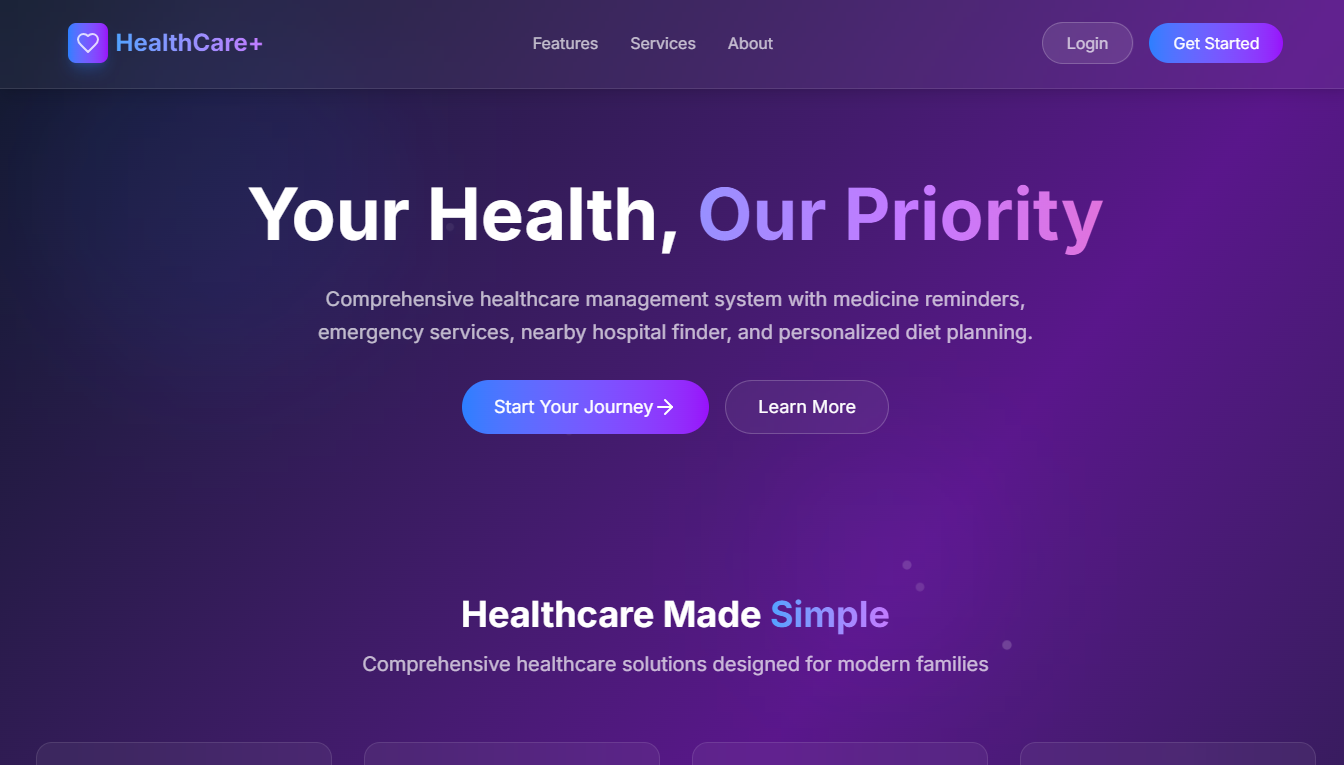 HealthCare+
Features
Services
About
Login
Get Started
Your Health, Our Priority
Comprehensive healthcare management system with medicine reminders,
emergency services, nearby hospital finder, and personalized diet planning.
Start Your Journey
Learn More
Healthcare Made Simple
Comprehensive healthcare solutions designed for modern families